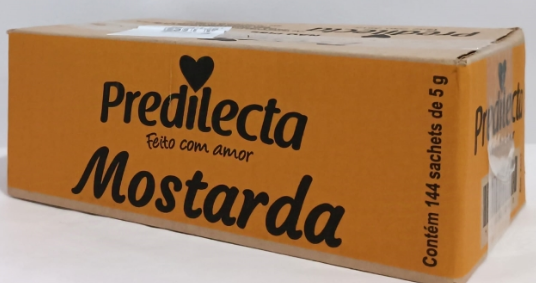 Predilecta
Feito com amor
Mostarda
Contém 144 sachets de 5 g
Predilecta